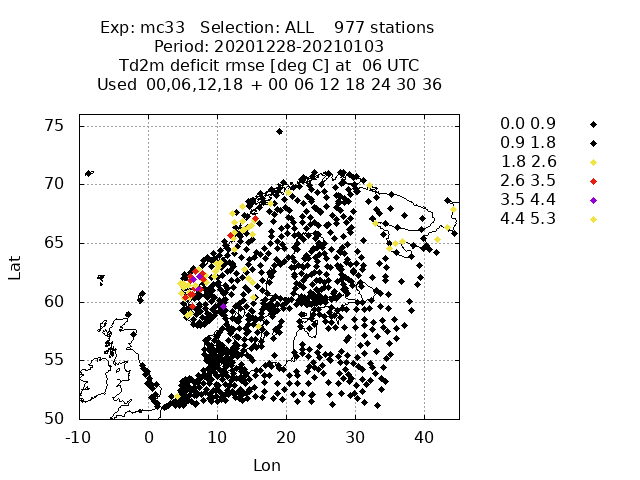 Exp: mc33 Selection: ALL 977 stations
Period: 20201228-20210103
Td2m deficit rmse [deg C] at 06 UTC
Used 00,06,12,18 + 00 06 12 18 24 30 36
75
70
65
60
55
50
Lat
-10 0 10 20 30 40
Lon
0.0 0.9
0.9 1.8
1.8 2.6
2.6 3.5
3.5 4.4
4.4 5.3